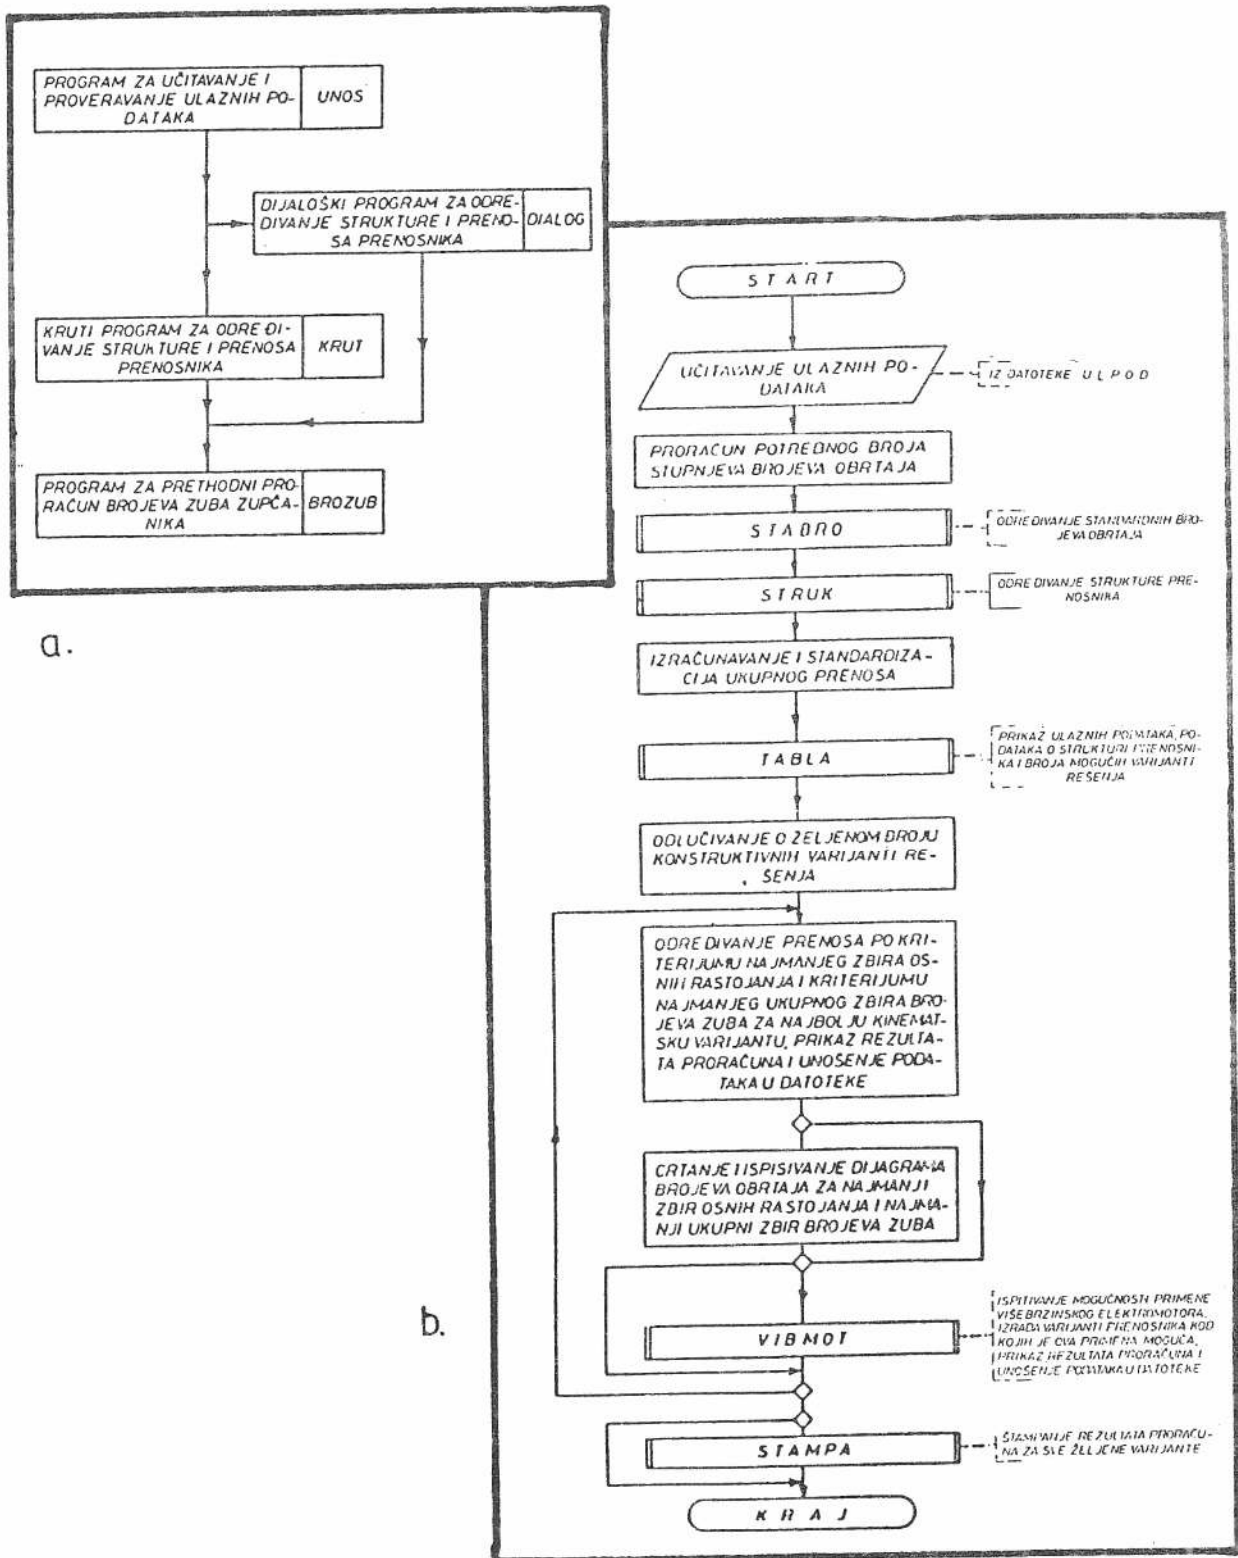 PROGRAM ZA UČITAVANJE I
PROVERAVANJE ULAZNIH PO-
DATAKA
UNOS
DIJALOŠKI PROGRAM ZA ODRE-
DIVANJE STRUKTURE I PRENO-
SA PRENOSNIKA
DIALOG
KRUTI PROGRAM ZA ODRE ĐI-
VANJE STRUKTURE I PRENOSA
PRENOSNIKA
KRUT
PROGRAM ZA PRETHODNI PRO-
RAČUN BROJEVA ZUBA ZUPČA-
NIKA
BROZUB
a.
START
UČITAVANJE ULAZNIH PO-
DATAKA
IZ DATOTEKE ULPOD
PRORAČUN POTREBNOG BROJA
STUPNJEVA BROJEVA OBRTAJA
STABRO
ODREDIVANJE STANDARDNIH BRO-
JEVA OBRTAJA
STRUK
ODREDIVANJE STRUKTURE PRE-
NOSNIKA
IZRAČUNAVANJE I STANDARDIZA-
CIJA UKUPNOG PRENOSA
TABLA
PRIKAZ ULAZNIH PODATAKA, PO-
DATAKA O STRUKTURI PRENOSNI-
KA I BROJA MOGUĆIH VARIJANTI
REŠENJA
ODLUČIVANJE O ŽELJENOM BROJU
KONSTRUKTIVNIH VARIJANTI RE-
ŠENJA
ODREDIVANJE PRENOSA PO KRI-
TERIJUMU NAJMANJEG ZBIRA OS-
NIH RASTOJANJA I KRITERIJUMU
NAJMANJEG UKUPNOG ZBIRA BRO-
JEVA ZUBA ZA NAJBOLJU KINEMAT-
SKU VARIJANTU, PRIKAZ REZULTA-
TA PRORAČUNA I UNOŠENJE PODA-
TAKA U DATOTEKE
CRTANJE I ISPISIVANJE DIJAGRAMA
BROJEVA OBRTAJA ZA NAJMANJI
ZBIR OSNIH RASTOJANJA I NAJMA-
NJI UKUPNI ZBIR BROJEVA ZUBA
b.
VIBMOT
ISPITIVANJE MOGUĆNOSTI PRIMENE
VIŠEBRZINSKOG ELEKTROMOTORA,
IZRADA VARIJANTI PRENOSNIKA KOD
KOJIH JE OVA PRIMENA MOGUĆA,
PRIKAZ REZULTATA PRORAČUNA I
UNOŠENJE PODATAKA U DATOTEKE
STAMPA
ŠTAMPANJE REZULTATA PRORAČU-
NA ZA SVE ŽELJENE VARIJANTE
KRAJ